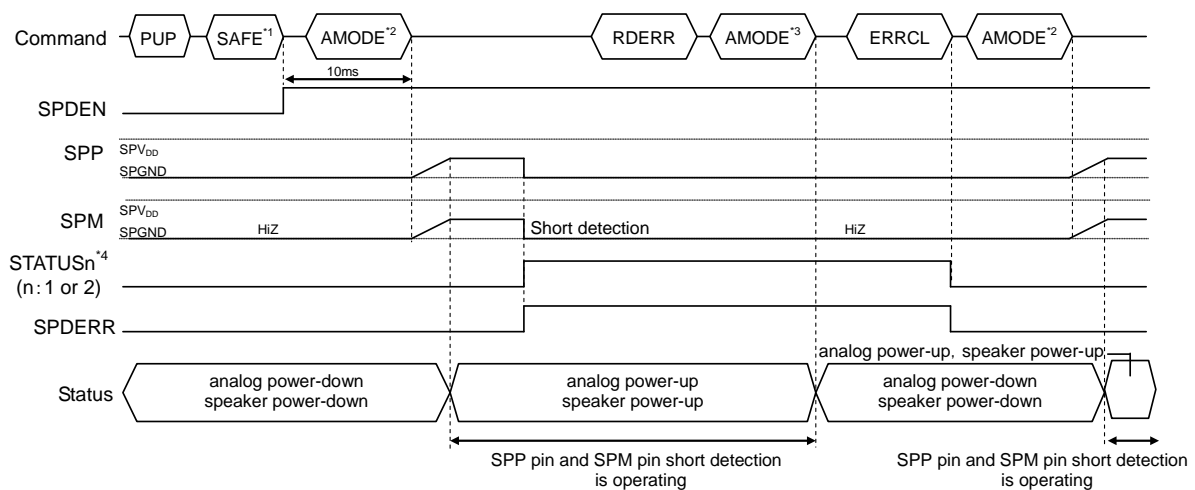 Command PUP SAFE*1 AMODE*2 RDERR AMODE*3 ERRCL AMODE*2
10ms
SPDEN
SPP SPVDD
SPGND
SPM SPVDD
SPGND HiZ Short detection HiZ
STATUSn*4
(n : 1 or 2)
SPDERR
analog power-up, speaker power-up
Status
analog power-down
speaker power-down
analog power-up
speaker power-up
analog power-down
speaker power-down
SPP pin and SPM pin short detection
is operating
SPP pin and SPM pin short detection
is operating